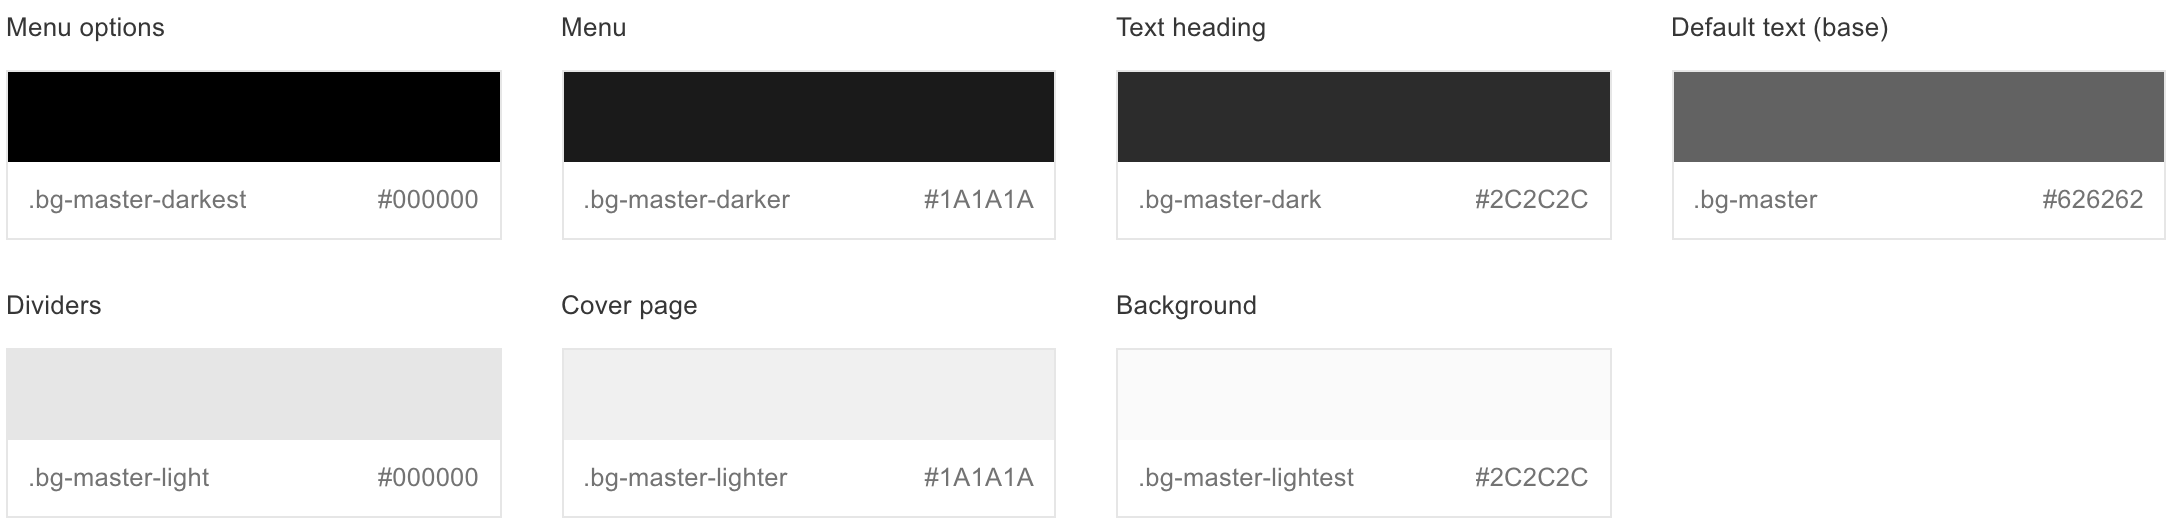 Menu options
Menu
Text heading
Default text (base)
.bg-master-darkest #000000
.bg-master-darker #1A1A1A
.bg-master-dark #2C2C2C
.bg-master #626262
Dividers
Cover page
Background
.bg-master-light #000000
.bg-master-lighter #1A1A1A
.bg-master-lightest #2C2C2C